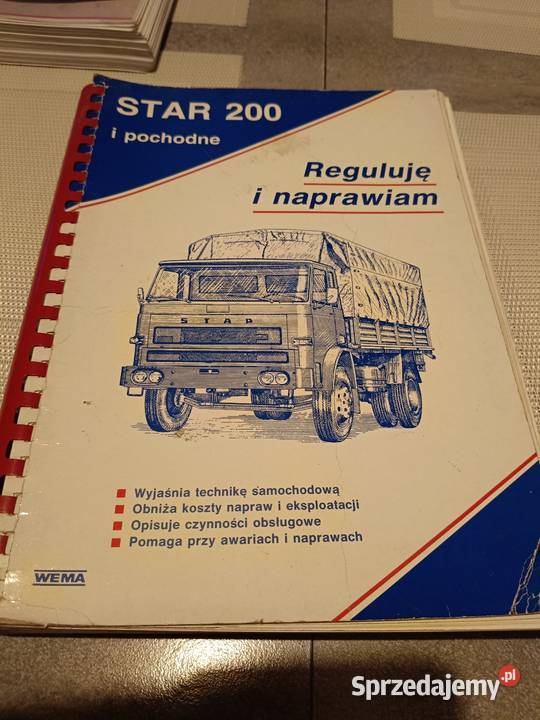 STAR 200
i pochodne
Reguluję
i naprawiam
STAR
Wyjaśnia technikę samochodową
Obniża koszty napraw i eksploatacji
Opisuje czynności obsługowe
Pomaga przy awariach i naprawach
WEMA
Sprzedajemy.pl